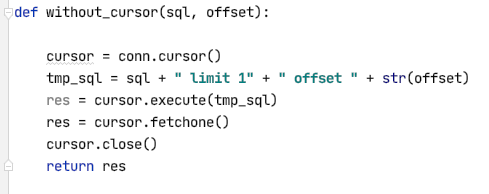 def without_cursor(sql, offset):
cursor = conn.cursor()
tmp_sql = sql + " limit 1"+ " offset " + str(offset)
res = cursor.execute(tmp_sql)
res = cursor.fetchone()
cursor.close()
return res